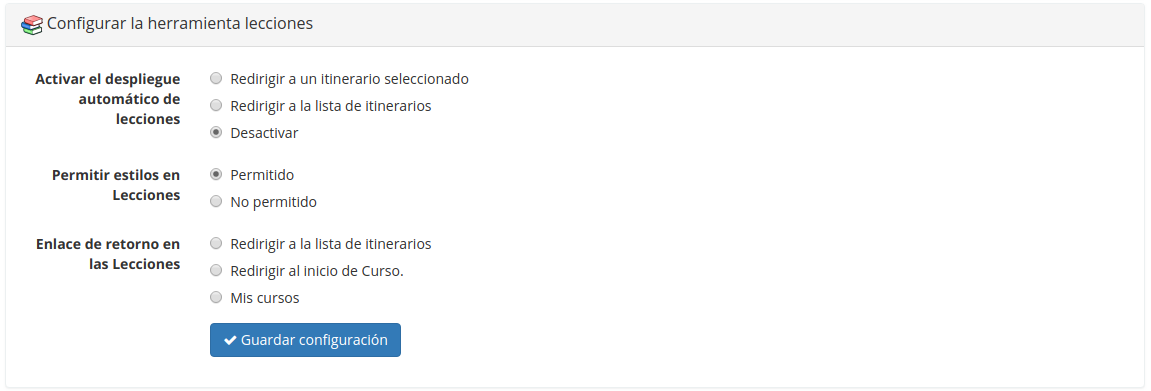 Configurar la herramienta lecciones
Activar el despliegue
automático de
lecciones
Redirigir a un itinerario seleccionado
Redirigir a la lista de itinerarios
Desactivar
Permitir estilos en
Lecciones
Permitido
No permitido
Enlace de retorno en
las Lecciones
Redirigir a la lista de itinerarios
Redirigir al inicio de Curso.
Mis cursos
Guardar configuración